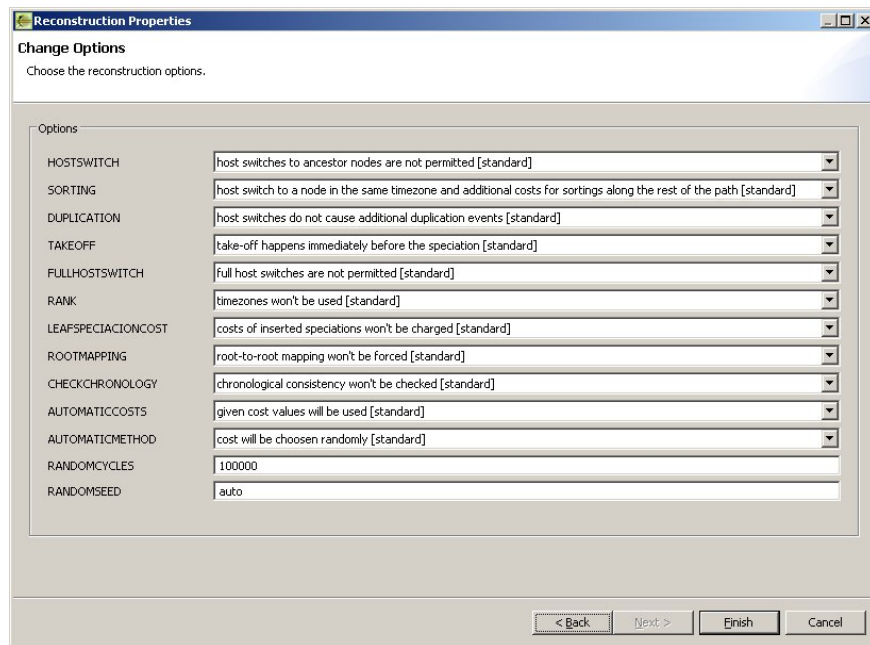 Reconstruction Properties
Change Options
Choose the reconstruction options.
Options
HOSTSWITCH host switches to ancestor nodes are not permitted [standard]
SORTING host switch to a node in the same timezone and additional costs for sortings along the rest of the path [standard]
DUPLICATION host switches do not cause additional duplication events [standard]
TAKEOFF take-off happens immediately before the speciation [standard]
FULLHOSTSWITCH full host switches are not permitted [standard]
RANK timezones won't be used [standard]
LEAFSPECIACIONCOST costs of inserted speciations won't be charged [standard]
ROOTMAPPING root-to-root mapping won't be forced [standard]
CHECKCHRONOLOGY chronological consistency won't be checked [standard]
AUTOMATICCOSTS given cost values will be used [standard]
AUTOMATICMETHOD cost will be choosen randomly [standard]
RANDOMCYCLES 100000
RANDOMSEED auto
< Back Next > Finish Cancel